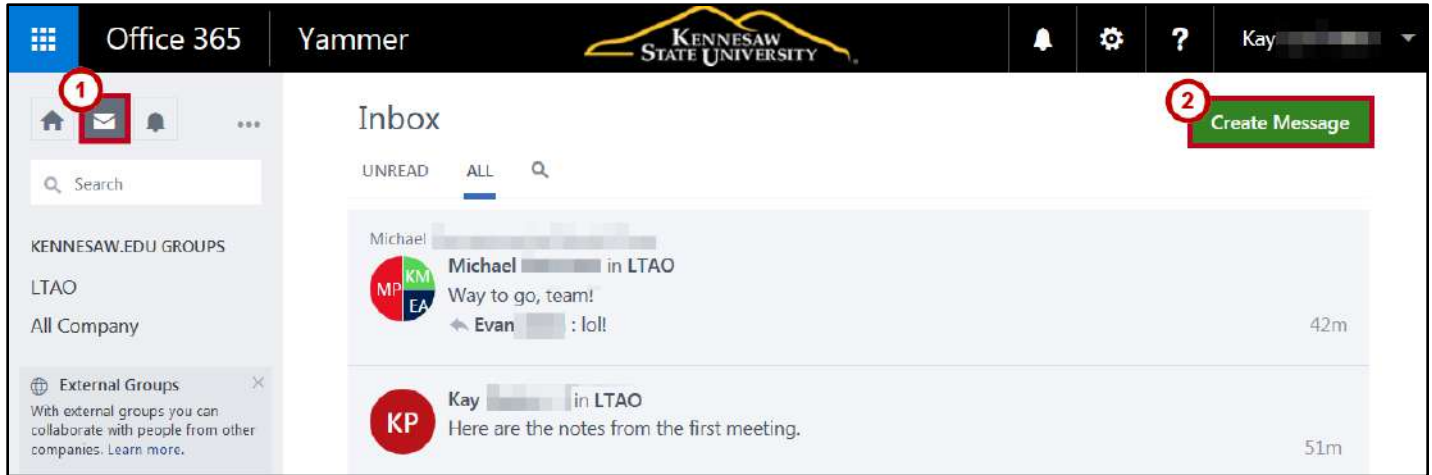 Office 365
Yammer
KENNESAW
STATE UNIVERSITY
?
Kay
1
2
Inbox
Create Message
Search
UNREAD ALL
KENNESAW.EDU GROUPS
LTAO
All Company
External Groups
With external groups you can
collaborate with people from other
companies. Learn more.
Michael
MP KM EA
Michael in LTAO
Way to go, team!
Evan : lol!
42m
KP
Kay in LTAO
Here are the notes from the first meeting.
51m